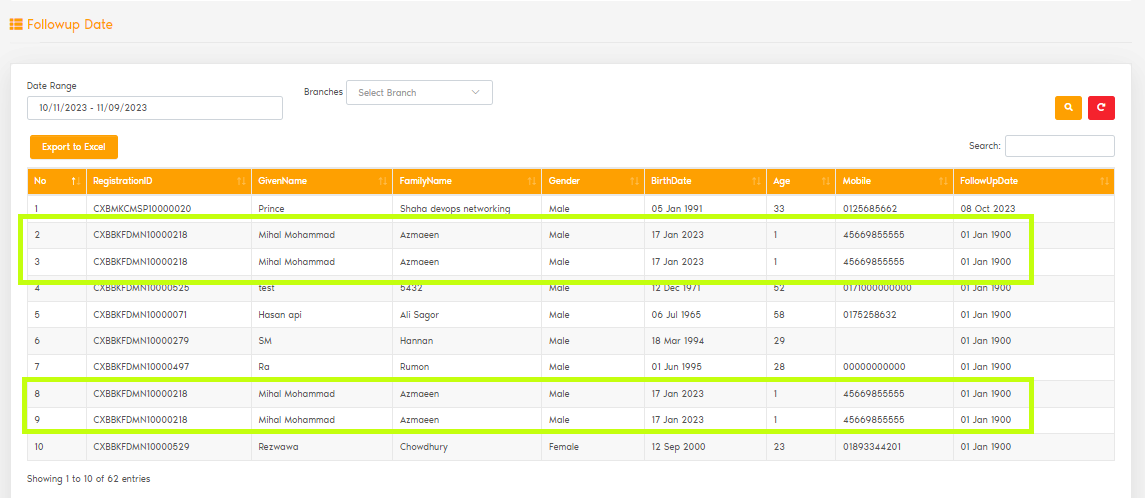 Followup Date
Date Range
Branches Select Branch
10/11/2023 - 11/09/2023
Export to Excel
Search:
No RegistrationID GivenName FamilyName Gender BirthDate Age Mobile FollowUpDate
1 CXBMKCMSP10000020 Prince Shaha devops networking Male 05 Jan 1991 33 0125685662 08 Oct 2023
2 CXBBKFDMN10000218 Mihal Mohammad Azmaeen Male 17 Jan 2023 1 45669855555 01 Jan 1900
3 CXBBKFDMN10000218 Mihal Mohammad Azmaeen Male 17 Jan 2023 1 45669855555 01 Jan 1900
4 CXBBKFDMN10000525 test 5432 Male 12 Dec 1971 52 0171000000000 01 Jan 1900
5 CXBBKFDMN10000071 Hasan api Ali Sagor Male 06 Jul 1965 58 0175258632 01 Jan 1900
6 CXBBKFDMN10000279 SM Hannan Male 18 Mar 1994 29 01 Jan 1900
7 CXBBKFDMN10000497 Ra Rumon Male 01 Jun 1995 28 00000000000 01 Jan 1900
8 CXBBKFDMN10000218 Mihal Mohammad Azmaeen Male 17 Jan 2023 1 45669855555 01 Jan 1900
9 CXBBKFDMN10000218 Mihal Mohammad Azmaeen Male 17 Jan 2023 1 45669855555 01 Jan 1900
10 CXBBKFDMN10000529 Rezwawa Chowdhury Female 12 Sep 2000 23 01893344201 01 Jan 1900
Showing 1 to 10 of 62 entries